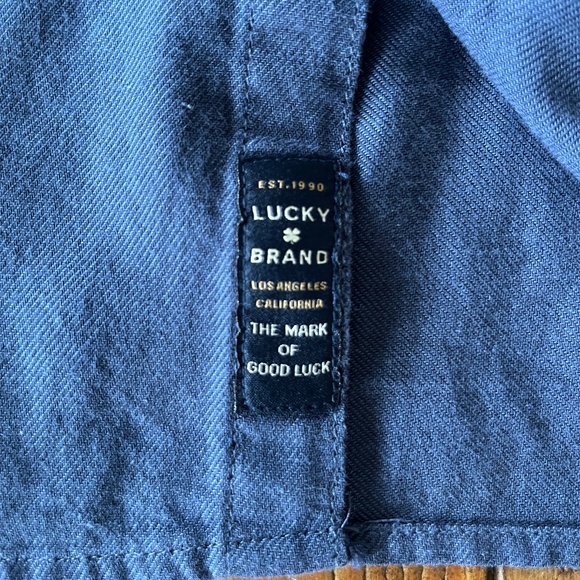 EST. 1990
LUCKY
BRAND
LOS ANGELES
CALIFORNIA
THE MARK
OF
GOOD LUCK